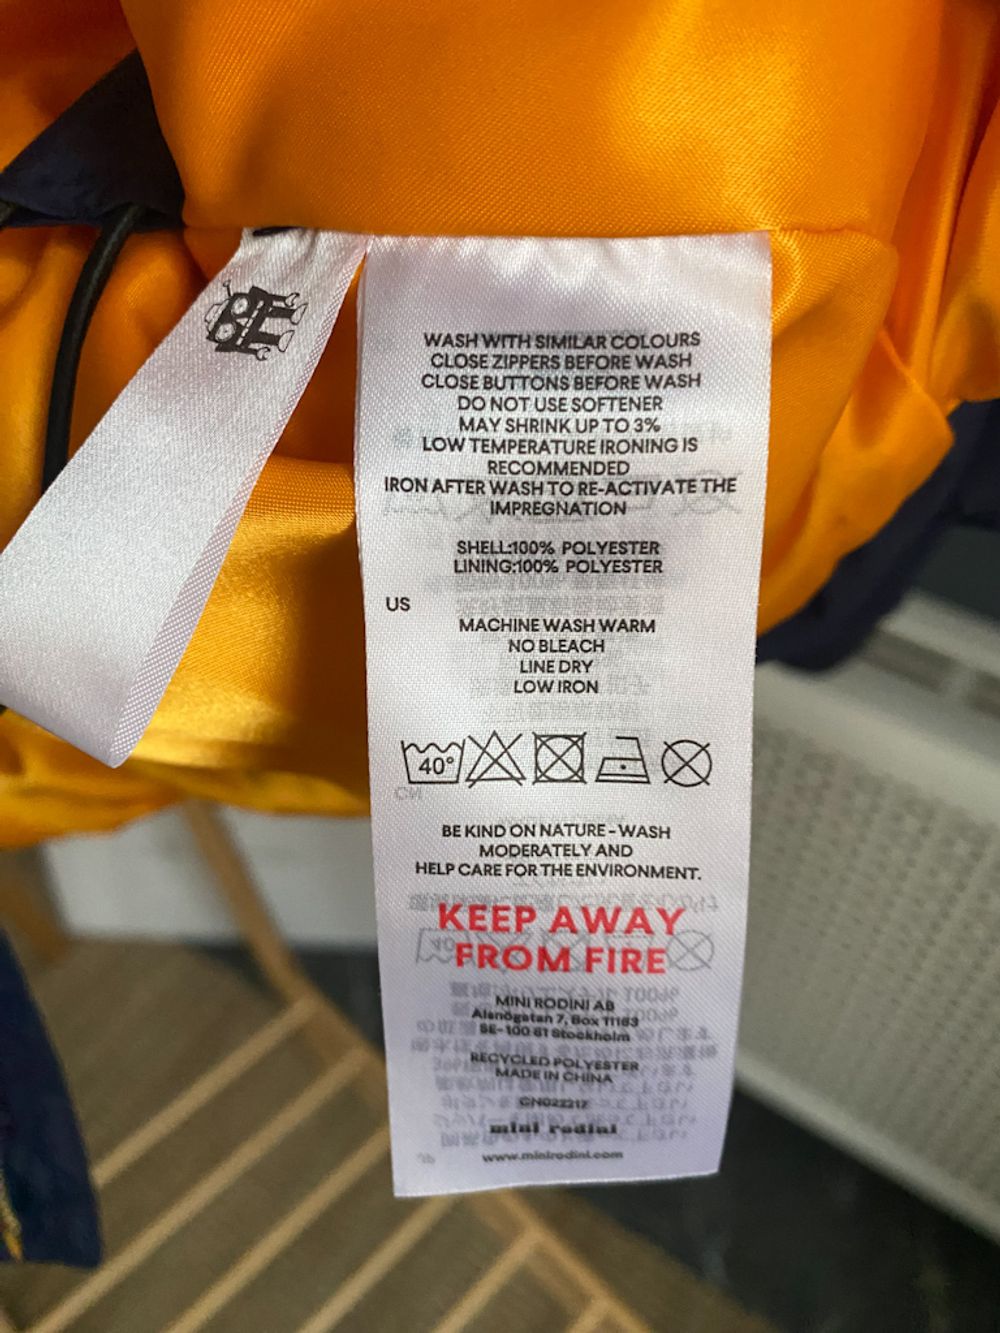 WASH WITH SIMILAR COLOURS
CLOSE ZIPPERS BEFORE WASH
CLOSE BUTTONS BEFORE WASH
DO NOT USE SOFTENER
MAY SHRINK UP TO 3%
LOW TEMPERATURE IRONING IS
RECOMMENDED
IRON AFTER WASH TO RE-ACTIVATE THE
IMPREGNATION
SHELL:100% POLYESTER
LINING:100% POLYESTER
US
MACHINE WASH WARM
NO BLEACH
LINE DRY
LOW IRON
40°
BE KIND ON NATURE - WASH
MODERATELY AND
HELP CARE FOR THE ENVIRONMENT.
KEEP AWAY
FROM FIRE
MINI RODINI AB
Alsnögatan 7, Box 11163
SE-100 61 Stockholm
RECYCLED POLYESTER
MADE IN CHINA
CN022217
mini rodini
www.minirodini.com